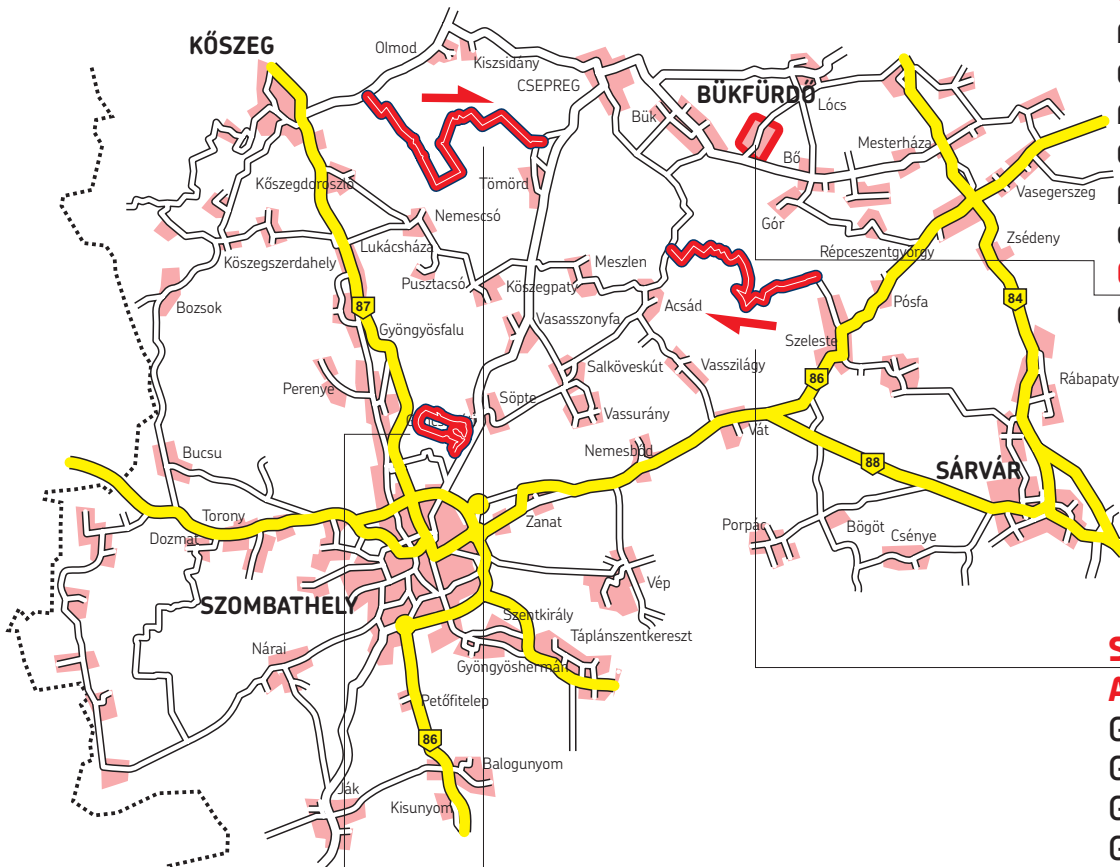 KŐSZEG
Olmod
Kiszsidány
CSEPREG
BÜKFÜRDŐ
Lócs
Bük
Mesterháza
Bő
Kőszegdoroszló
Tömörd
Vasegerszeg
Nemescsó
Gór
Lukácsháza
Zsédeny
Répceszentgyörgy
Kőszegszerdahely
Meszlen
Pusztacsó
Kőszegpaty
84
Bozsok
87
Acsád
Pósfa
Vasasszonyfa
Gyöngyösfalu
Szeleste
Salköveskút
Vasszilágy
86
Rábapaty
Perenye
Söpte
Vassurány
Vát
Bucsu
Nemesbőd
88
SÁRVÁR
Torony
Zanat
Porpác
Bögöt
Dozmat
Csénye
Vép
SZOMBATHELY
Szentkirály
Táplánszentkereszt
Nárai
Gyöngyöshermán
S
A
Petőfitelep
G
86
G
Balogunyom
Ják
G
Kisunyom
G